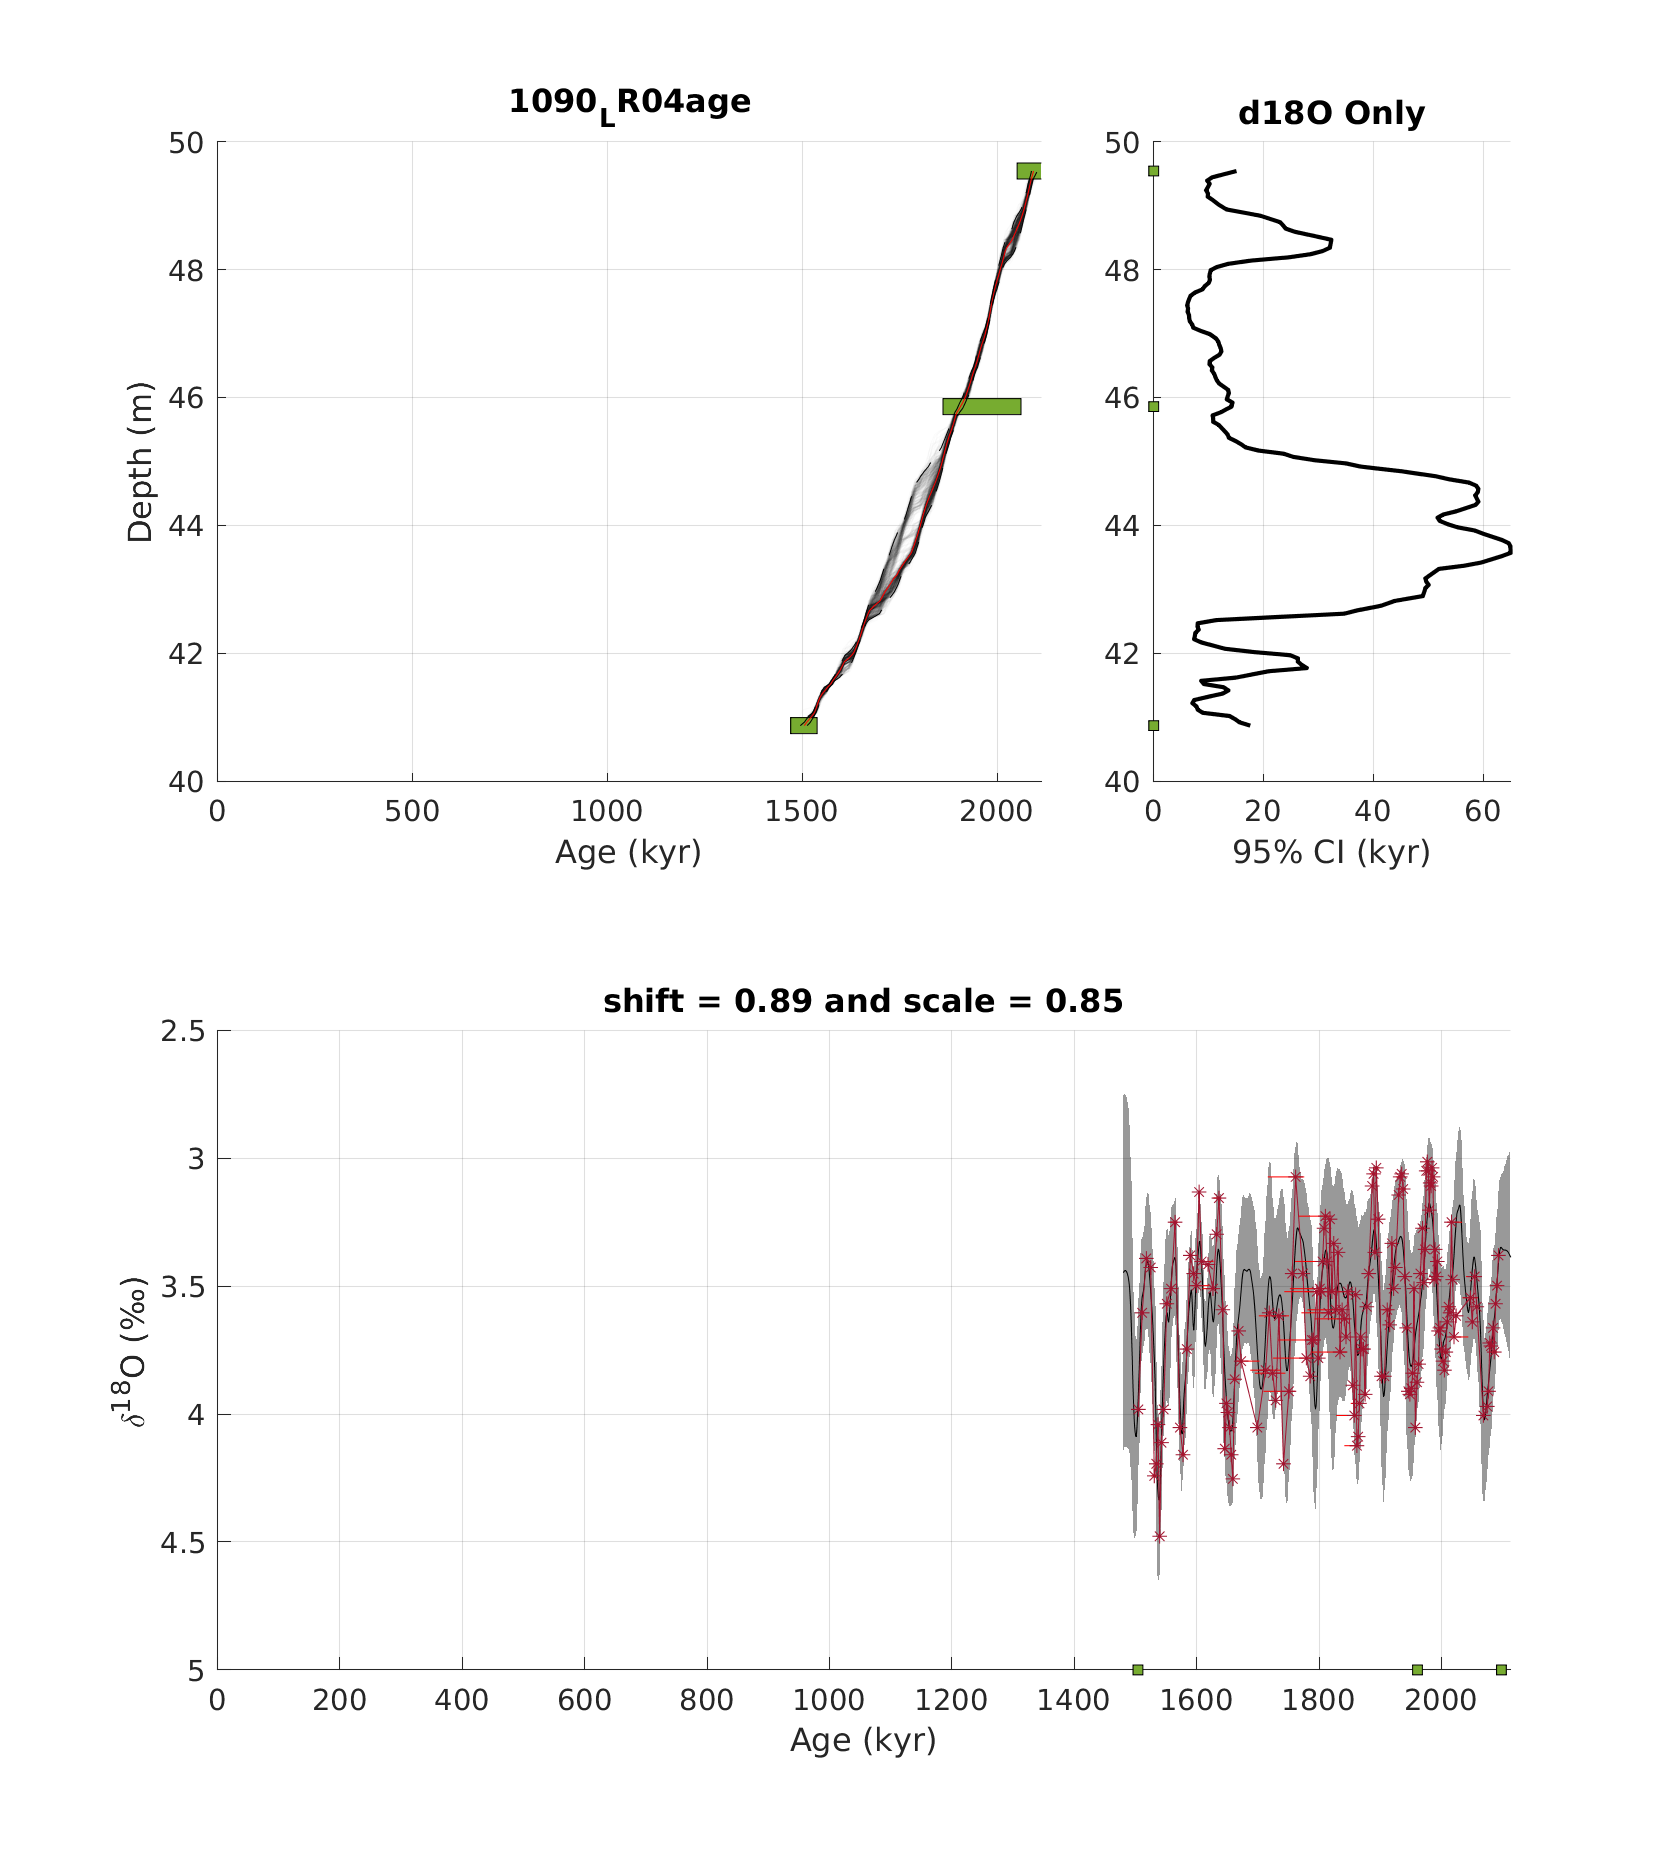 1090LR04age
50
48
46
44
42
40
Depth (m)
0 500 1000 1500 2000
Age (kyr)
d18O Only
50
48
46
44
42
40
0 20 40 60
95% CI (kyr)
shift = 0.89 and scale = 0.85
2.5
3
3.5
4
4.5
5
δ18O (‰)
0 200 400 600 800 1000 1200 1400 1600 1800 2000
Age (kyr)